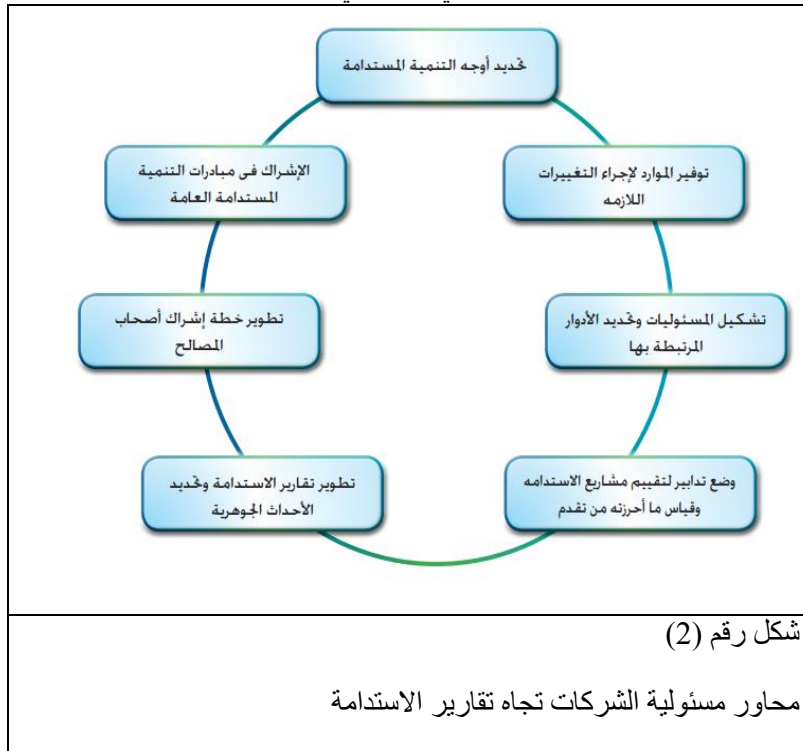 تحديد أوجه التنمية المستدامة
توفير الموارد لإجراء التغييرات
اللازمه
تشكيل المسئوليات وتحديد الأدوار
المرتبطة بها
وضع تدابير لتقييم مشاريع الاستدامه
وقياس ما أحرزته من تقدم
تطوير تقارير الاستدامة وتحديد
الأحداث الجوهرية
تطوير خطة إشراك أصحاب
المصالح
الإشراك فى مبادرات التنمية
المستدامة العامة
شكل رقم (2)
محاور مسئولية الشركات تجاه تقارير الاستدامة